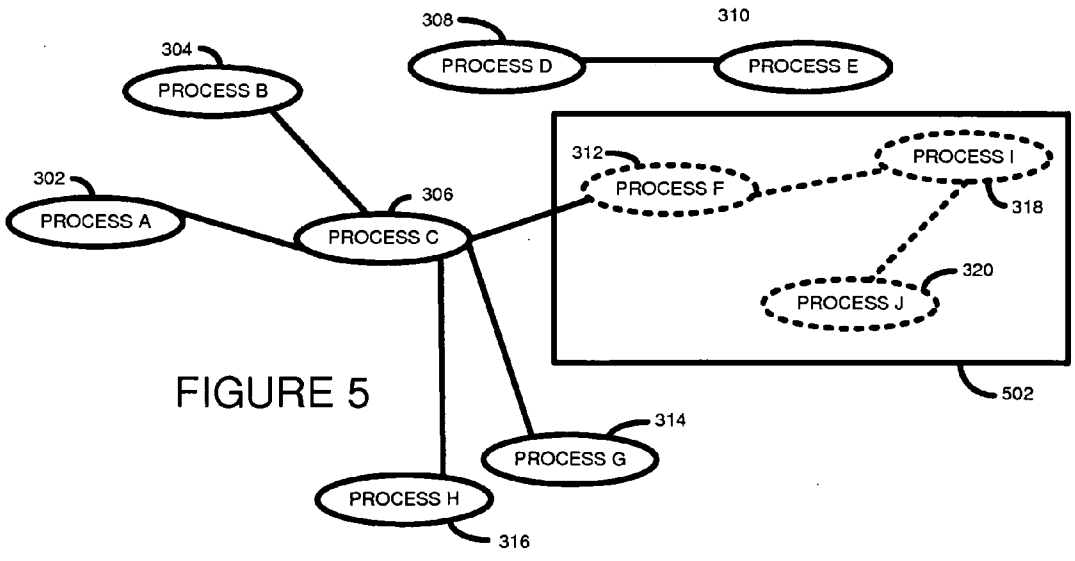 308
310
304
PROCESS D
PROCESS E
PROCESS B
312
PROCESS I
302
306
PROCESS F
318
PROCESS A
PROCESS C
320
PROCESS J
FIGURE 5
502
314
PROCESS G
PROCESS H
316